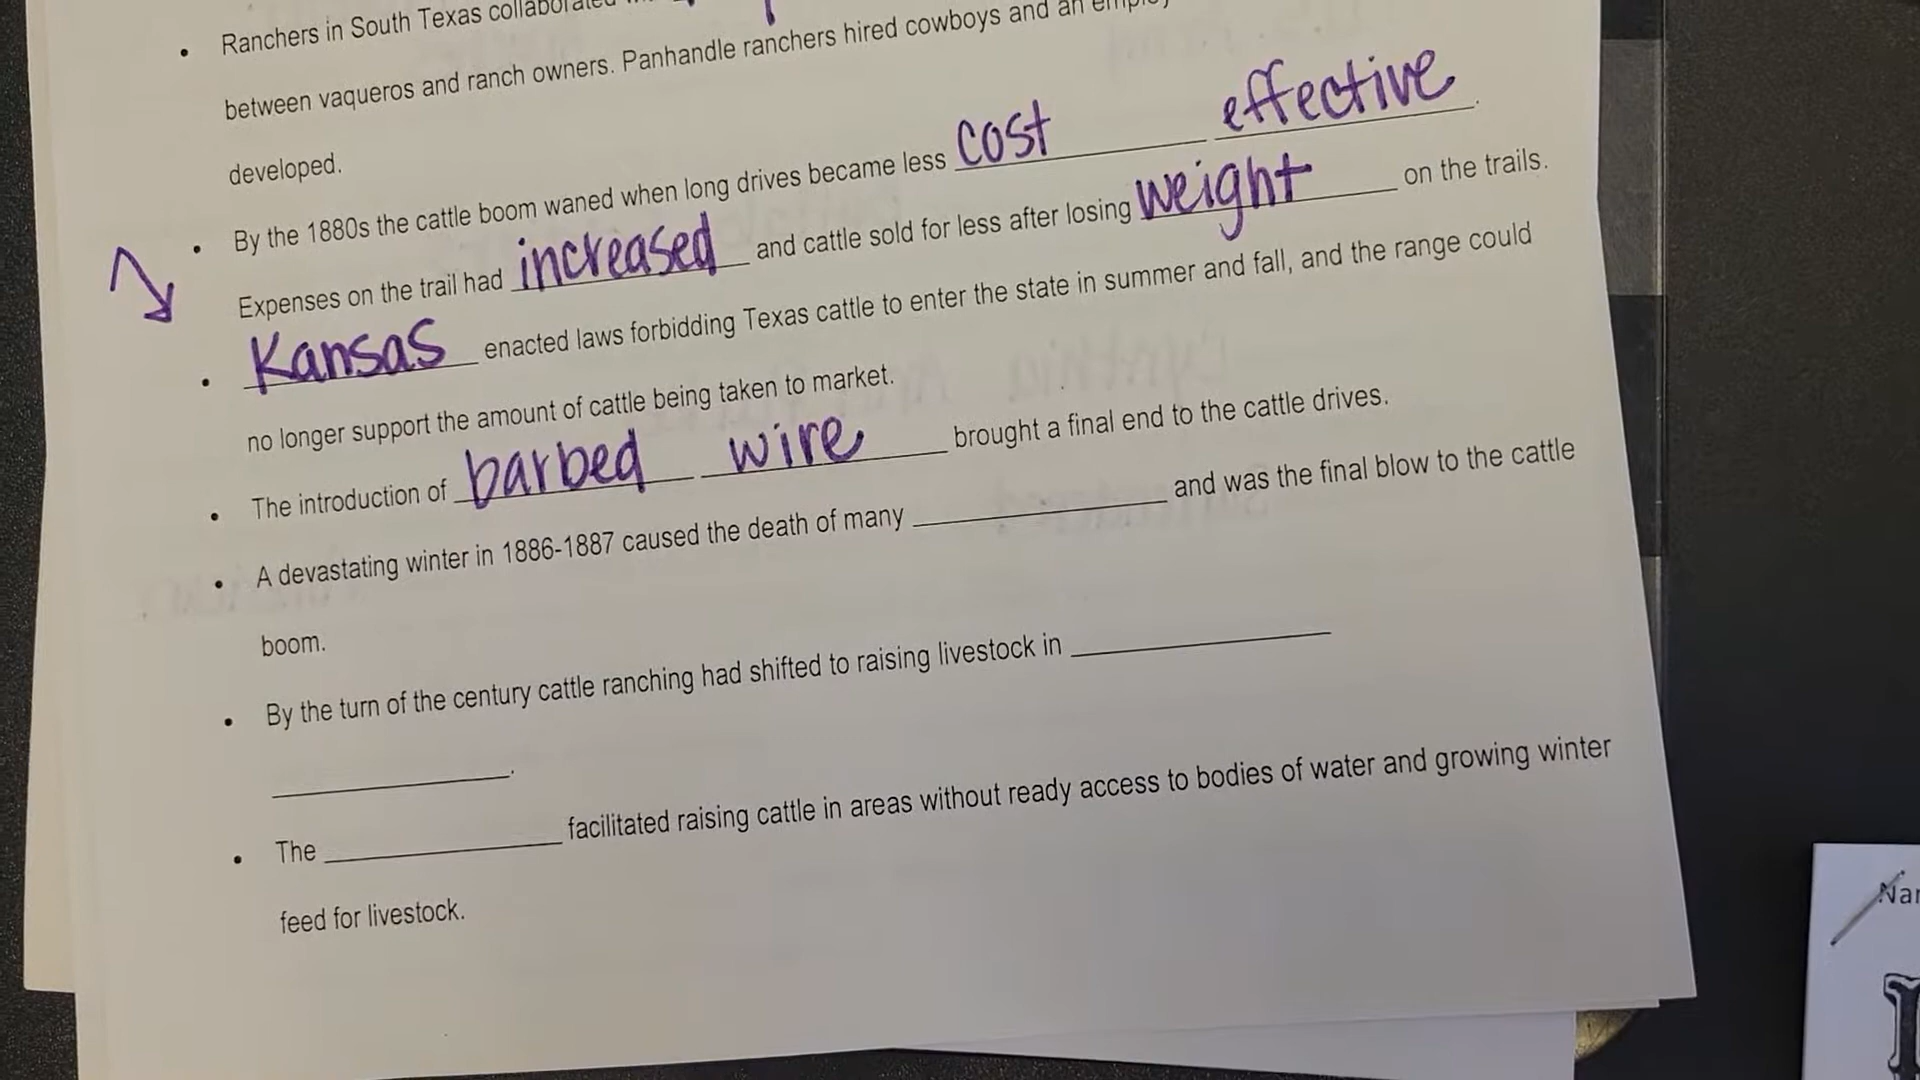 • Ranchers in South Texas collaborated
between vaqueros and ranch owners. Panhandle ranchers hired cowboys and an
developed.
• By the 1880s the cattle boom waned when long drives became less cost effective.
Expenses on the trail had increased and cattle sold for less after losing weight on the trails.
• Kansas enacted laws forbidding Texas cattle to enter the state in summer and fall, and the range could
no longer support the amount of cattle being taken to market.
• The introduction of barbed wire brought a final end to the cattle drives.
• A devastating winter in 1886-1887 caused the death of many ____________ and was the final blow to the cattle
boom.
• By the turn of the century cattle ranching had shifted to raising livestock in ____________
____________.
• The ____________ facilitated raising cattle in areas without ready access to bodies of water and growing winter
feed for livestock.